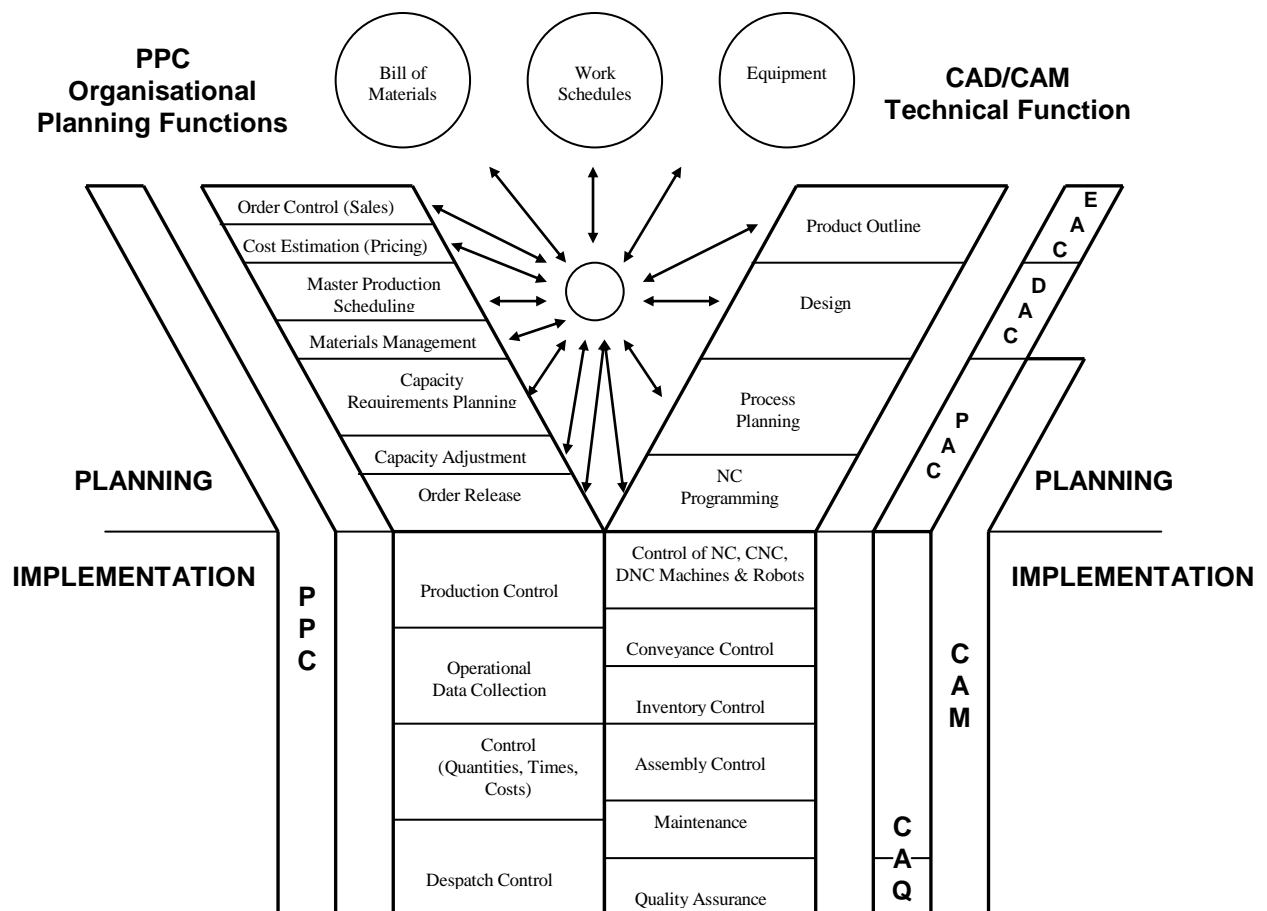 PPC
Organisational
Planning Functions
Bill of
Materials
Work
Schedules
Equipment
CAD/CAM
Technical Function
Order Control (Sales)
Cost Estimation (Pricing)
Master Production
Scheduling
Materials Management
Capacity
Requirements Planning
Capacity Adjustment
Order Release
Product Outline
Design
Process
Planning
NC
Programming
E
A
C
D
A
C
P
A
C
PLANNING
PLANNING
IMPLEMENTATION
IMPLEMENTATION
P
P
C
Production Control
Operational
Data Collection
Control
(Quantities, Times,
Costs)
Despatch Control
Control of NC, CNC,
DNC Machines & Robots
Conveyance Control
Inventory Control
Assembly Control
Maintenance
Quality Assurance
C
A
Q
C
A
M